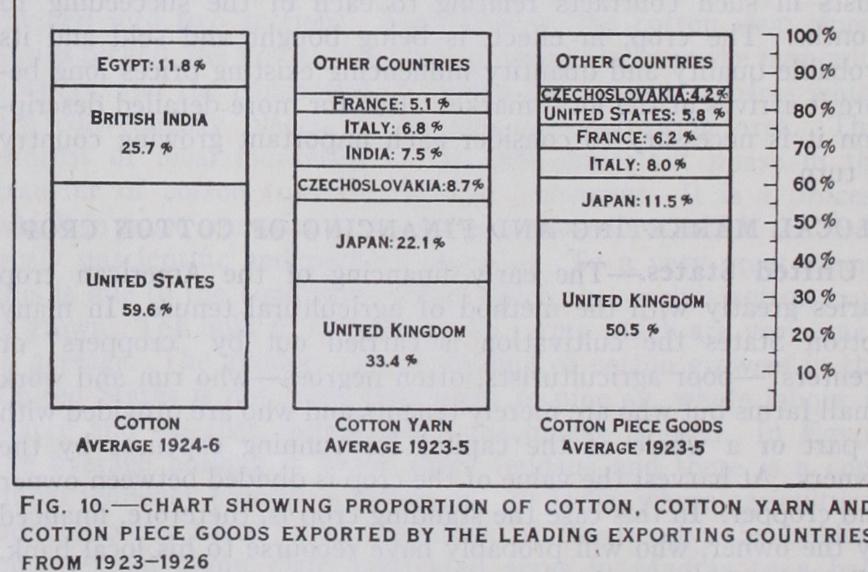 EGYPT: 11.8%
BRITISH INDIA
25.7 %
UNITED STATES
59.6 %
COTTON
AVERAGE 1924-6
OTHER COUNTRIES
FRANCE: 5.1 %
ITALY: 6.8 %
INDIA: 7.5 %
CZECHOSLOVAKIA: 8.7%
JAPAN: 22.1%
UNITED KINGDOM
33.4 %
COTTON YARN
AVERAGE 1923-5
OTHER COUNTRIES
CZECHOSLOVAKIA: 4.2%
UNITED STATES: 5.8 %
FRANCE: 6.2 %
ITALY: 8.0%
JAPAN: 11.5 %
UNITED KINGDOM
50.5 %
COTTON PIECE GOODS
AVERAGE 1923-5
100%
90%
80%
70%
60%
50%
40%
30%
20%
10%
FIG. 10.—CHART SHOWING PROPORTION OF COTTON, COTTON YARN AND
COTTON PIECE GOODS EXPORTED BY THE LEADING EXPORTING COUNTRIES
FROM 1923–1926